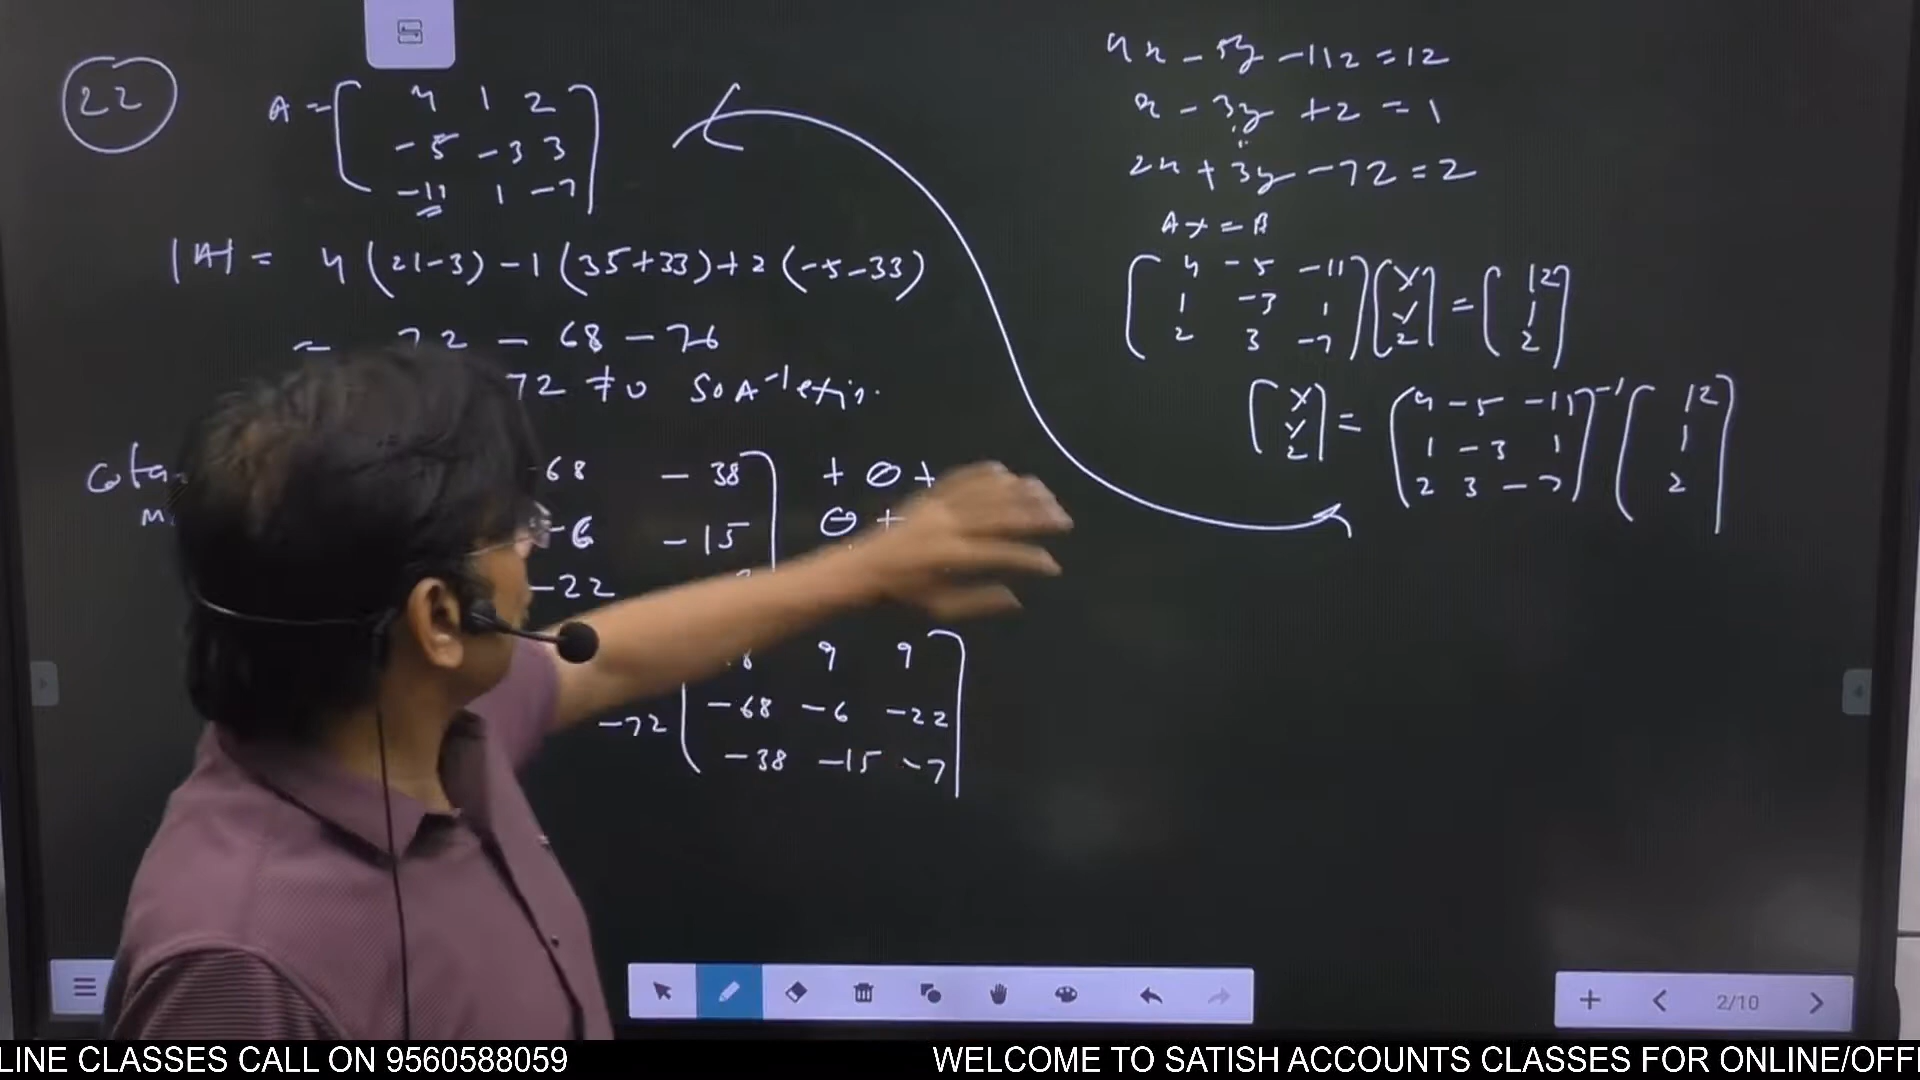 22
A = [ 4 1 2
-5 -3 3
-11 1 -7 ]
|A| = 4 (21-3) -1 (35+33) + 2 (-5-33)
= 72 - 68 - 76
72 ≠ 0 So A⁻¹ exis.
68 - 38 ] + ⊖ +
-6 -15 ⊖ +
-22
8 9 9
-72 [ -68 -6 -22
-38 -15 -7 ]
4x - 5y - 11z = 12
x - 3y + z = 1
2x + 3y - 7z = 2
AX = B
( 4 -5 -11 ) ( x ) = ( 12 )
1 -3 1 y 1
2 3 -7 z 2
( x ) = ( 4 -5 -11 )⁻¹ ( 12 )
y 1 -3 1 1
z 2 3 -7 2
2/10
LINE CLASSES CALL ON 9560588059 WELCOME TO SATISH ACCOUNTS CLASSES FOR ONLINE/OFFL